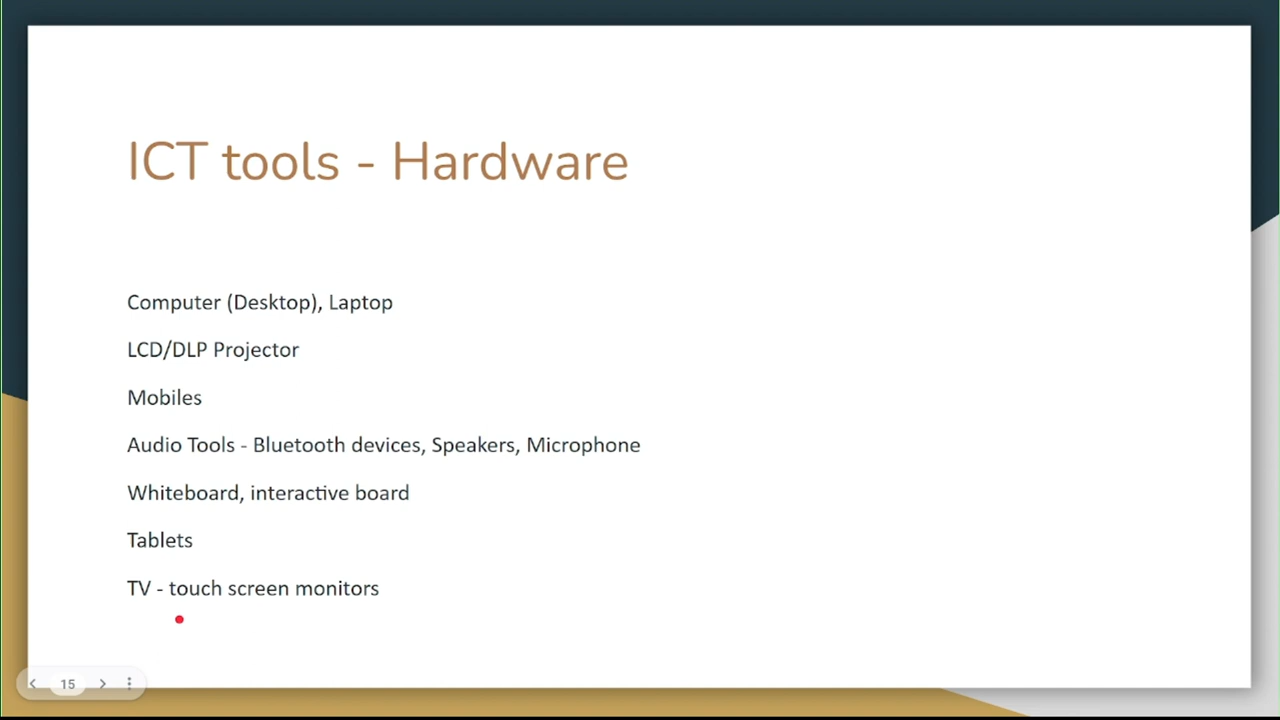 ICT tools - Hardware
Computer (Desktop), Laptop
LCD/DLP Projector
Mobiles
Audio Tools - Bluetooth devices, Speakers, Microphone
Whiteboard, interactive board
Tablets
TV - touch screen monitors
15